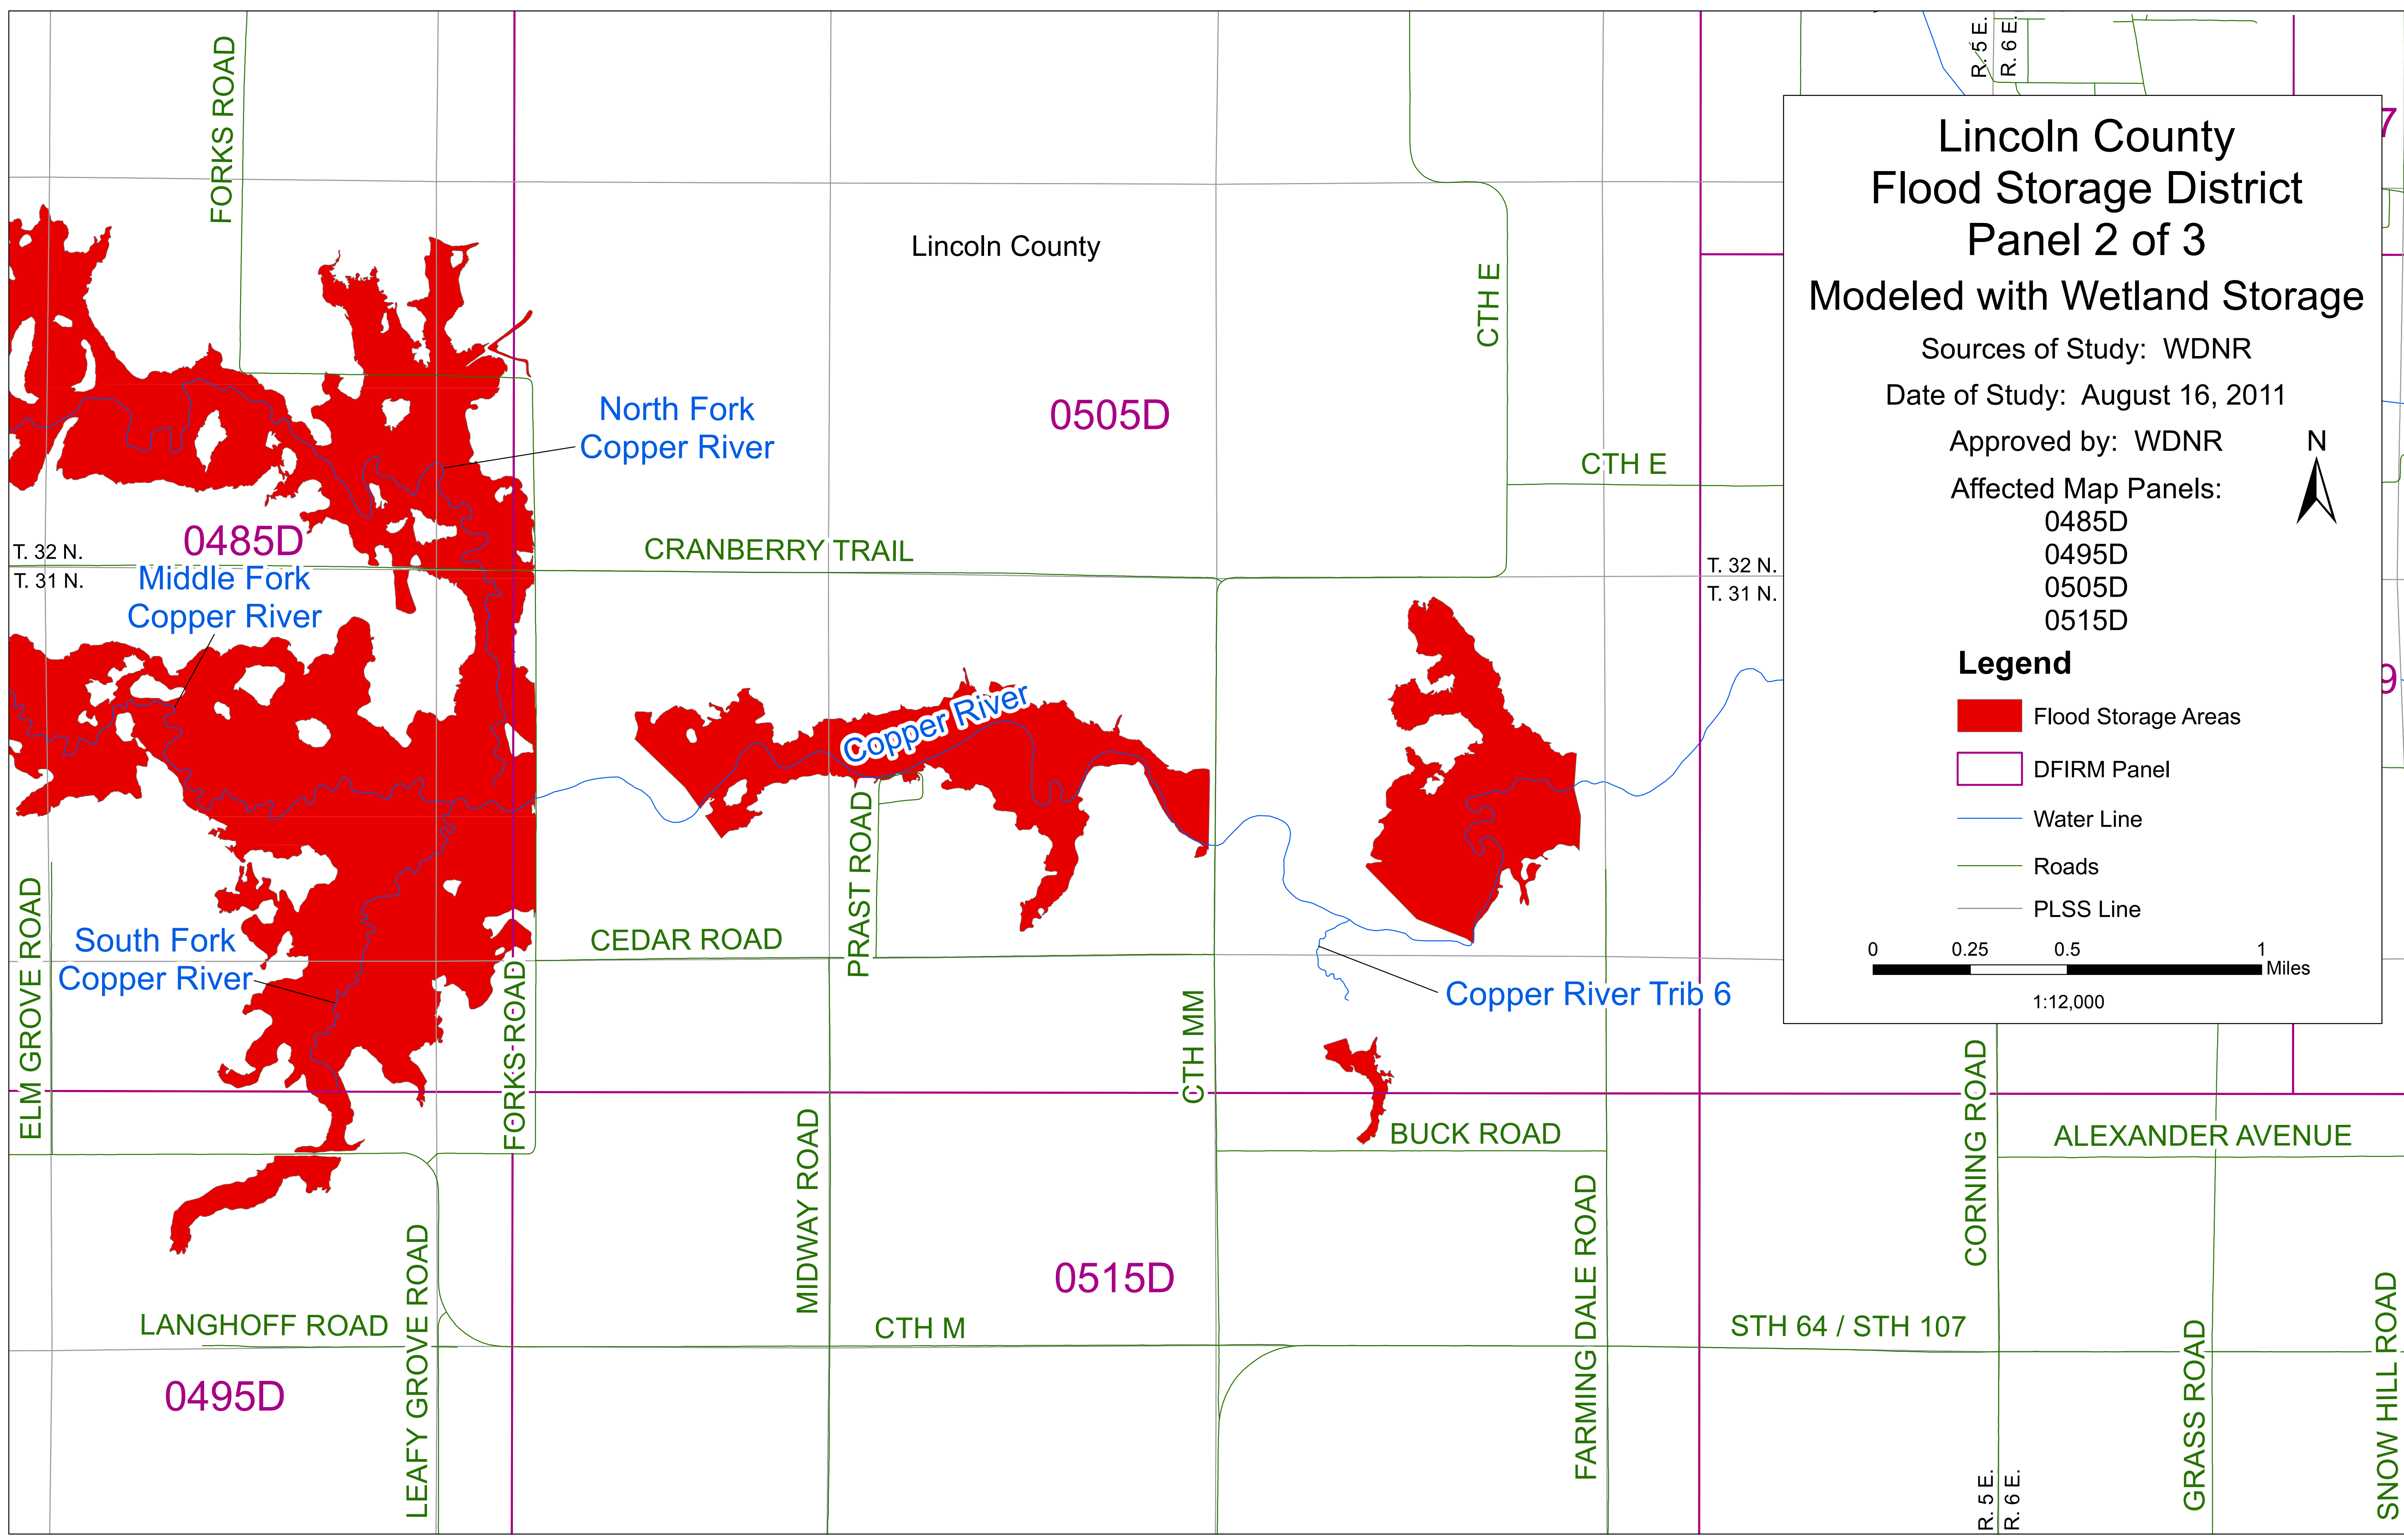 Lincoln County
Flood Storage District
Panel 2 of 3
Modeled with Wetland Storage
Sources of Study: WDNR
Date of Study: August 16, 2011
Approved by: WDNR
N
Affected Map Panels:
0485D
0495D
0505D
0515D
Legend
Flood Storage Areas
DFIRM Panel
Water Line
Roads
PLSS Line
0 0.25 0.5 1
Miles
1:12,000
R. 5 E.
R. 6 E.
7
9
FORKS ROAD
Lincoln County
CTH E
North Fork
Copper River
0505D
CTH E
0485D
T. 32 N.
T. 31 N.
CRANBERRY TRAIL
T. 32 N.
T. 31 N.
Middle Fork
Copper River
Copper River
PRAST ROAD
ELM GROVE ROAD
South Fork
Copper River
CEDAR ROAD
FORKS ROAD
CTH MM
Copper River Trib 6
BUCK ROAD
CORNING ROAD
ALEXANDER AVENUE
MIDWAY ROAD
FARMING DALE ROAD
0515D
LANGHOFF ROAD
LEAFY GROVE ROAD
CTH M
STH 64 / STH 107
GRASS ROAD
SNOW HILL ROAD
0495D
R. 5 E.
R. 6 E.